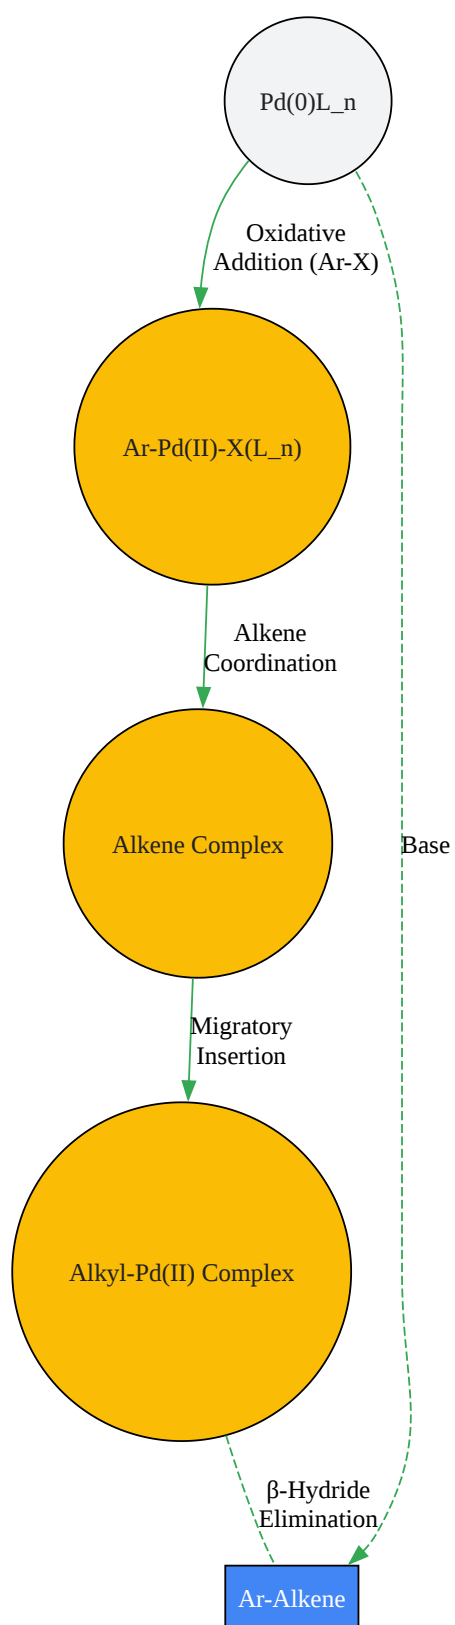 Pd(0)L_n
Oxidative
Addition (Ar-X)
Ar-Pd(II)-X(L_n)
Alkene
Coordination
Alkene Complex
Base
Migratory
Insertion
Alkyl-Pd(II) Complex
β-Hydride
Elimination
Ar-Alkene